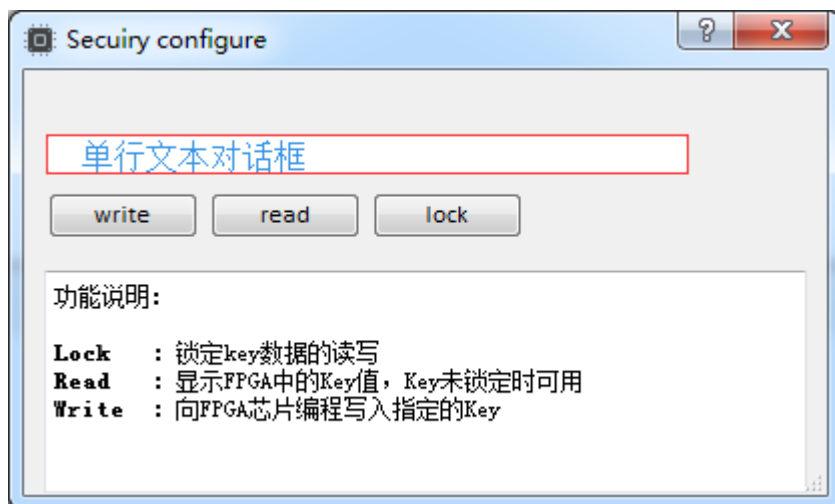 Secuiry configure
单行文本对话框
write read lock
功能说明:
Lock : 锁定key数据的读写
Read : 显示FPGA中的Key值，Key未锁定时可用
Write : 向FPGA芯片编程写入指定的Key